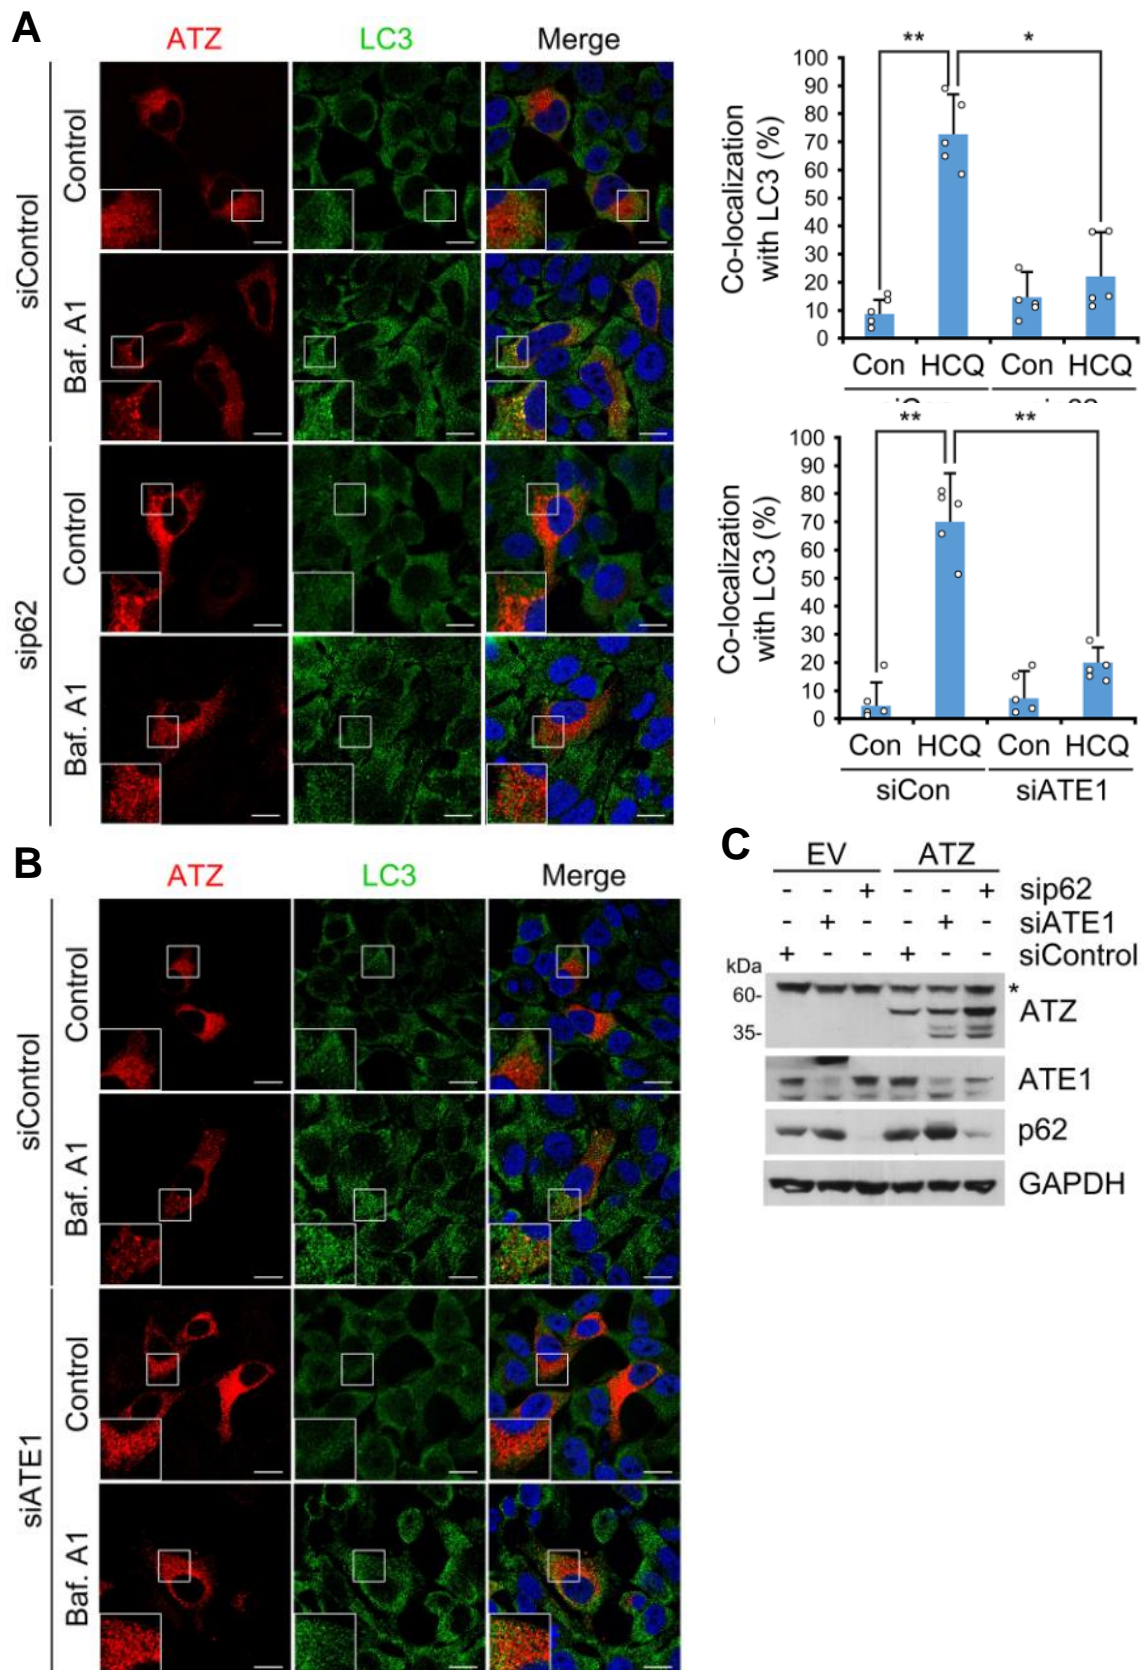 A
ATZ LC3 Merge
siControl
Control
Baf. A1
sip62
Control
Baf. A1
Co-localization
with LC3 (%)
100
90
80
70
60
50
40
30
20
10
0
** *
Con HCQ Con HCQ
Co-localization
with LC3 (%)
100
90
80
70
60
50
40
30
20
10
0
** **
Con HCQ Con HCQ
siCon siATE1
B
ATZ LC3 Merge
siControl
Control
Baf. A1
siATE1
Control
Baf. A1
C
EV ATZ
- - + - - + sip62
- + - - + - siATE1
+ - - + - - siControl
kDa
60-
35-
*
ATZ
ATE1
p62
GAPDH